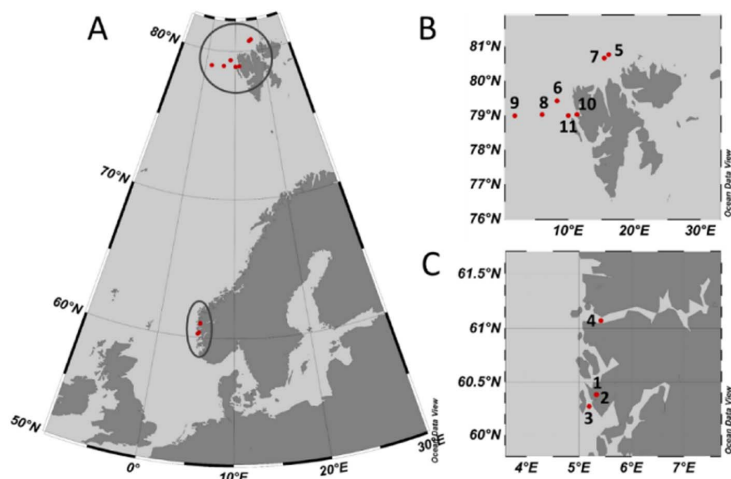 A
80°N
70°N
60°N
50°N
0°E
10°E
20°E
30°E
Ocean Data View
B
81°N
80°N
79°N
78°N
77°N
76°N
7
5
6
9
8
10
11
10°E
20°E
30°E
Ocean Data View
C
61.5°N
61°N
60.5°N
60°N
4
1
2
3
4°E
5°E
6°E
7°E
Ocean Data View